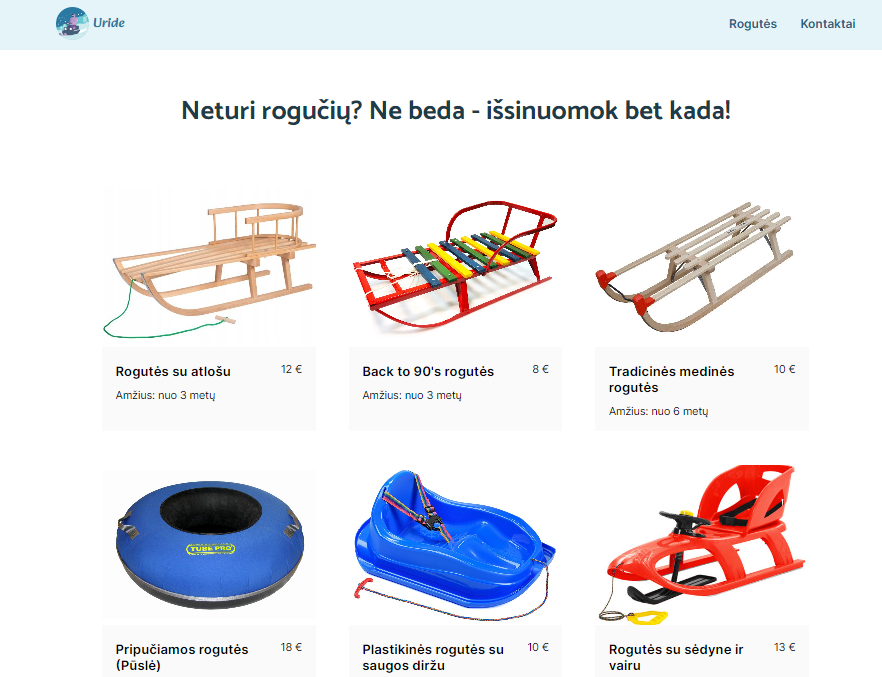 Uride
Rogutės
Kontaktai
Neturi rogučių? Ne beda - išsinuomok bet kada!
Rogutės su atlošu
12 €
Amžius: nuo 3 metų
Back to 90's rogutės
8 €
Amžius: nuo 3 metų
Tradicinės medinės
rogutės
10 €
Amžius: nuo 6 metų
TUBE PRO
Pripučiamos rogutės
(Pūslė)
18 €
Plastikinės rogutės su
saugos diržu
10 €
Rogutės su sėdyne ir
vairu
13 €